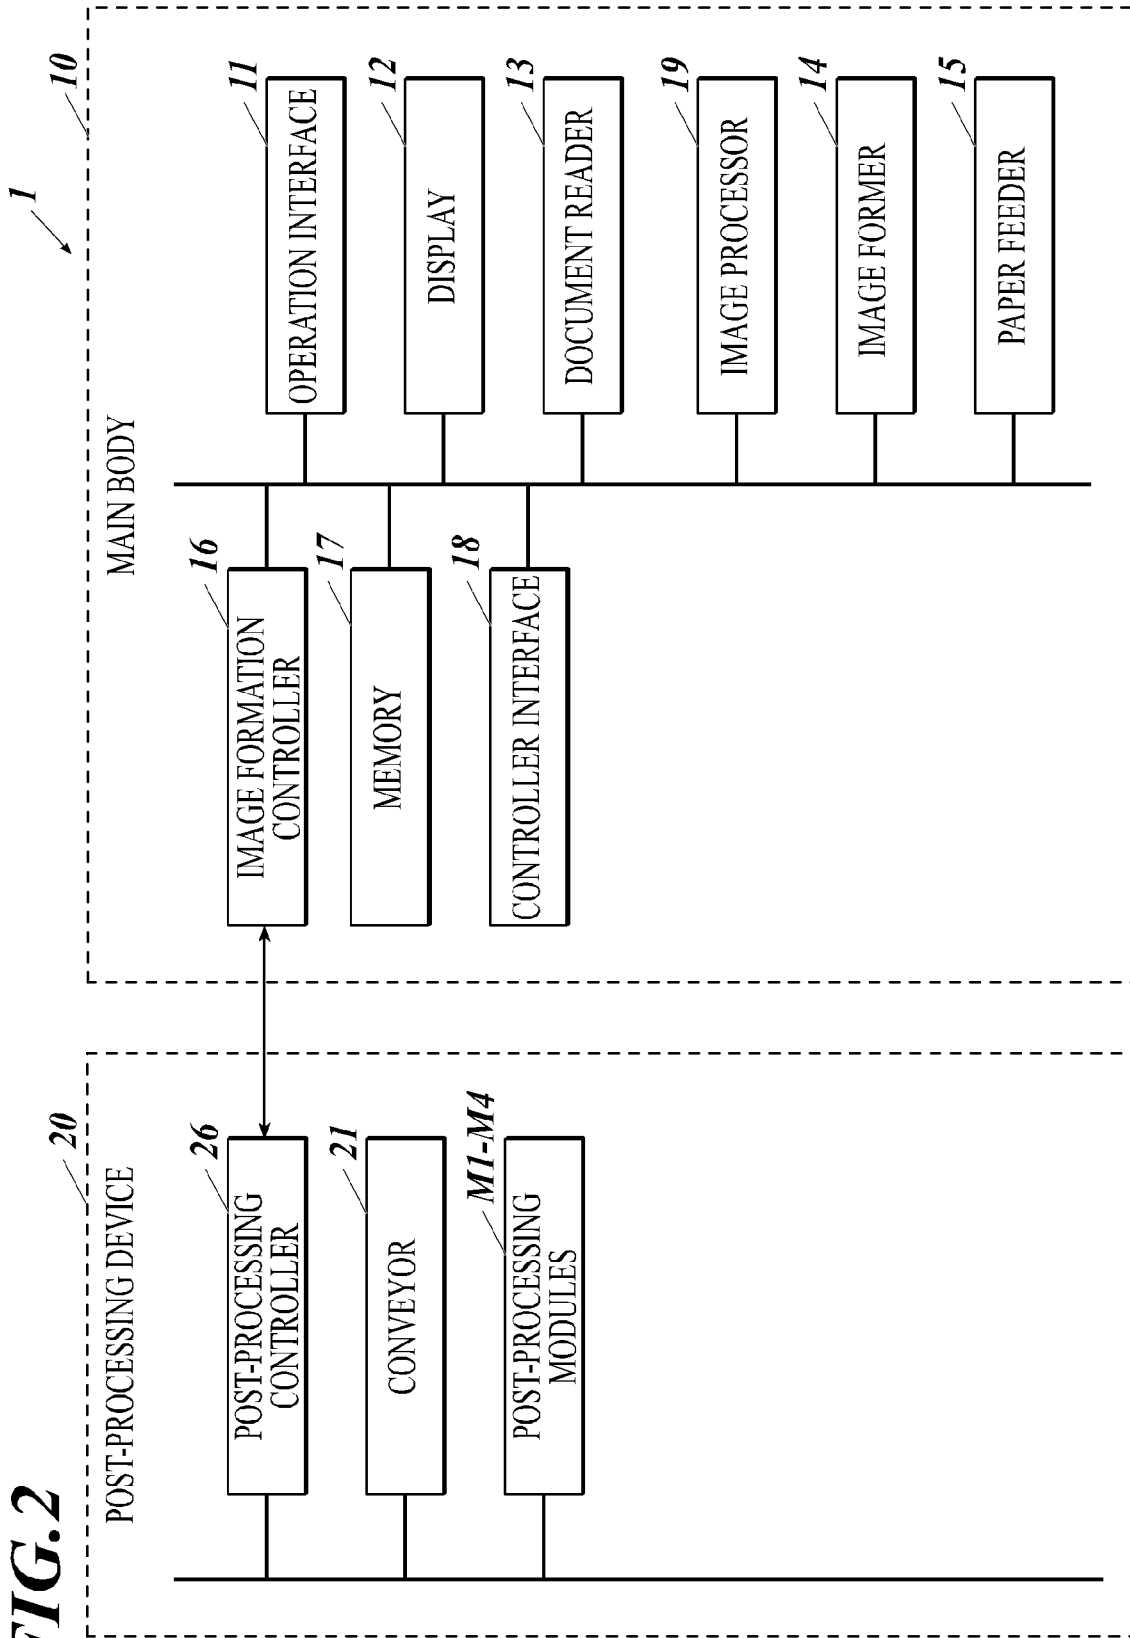 FIG.2
1
20
POST-PROCESSING DEVICE
26
POST-PROCESSING
CONTROLLER
21
CONVEYOR
M1-M4
POST-PROCESSING
MODULES
10
MAIN BODY
16
IMAGE FORMATION
CONTROLLER
17
MEMORY
18
CONTROLLER INTERFACE
11
OPERATION INTERFACE
12
DISPLAY
13
DOCUMENT READER
19
IMAGE PROCESSOR
14
IMAGE FORMER
15
PAPER FEEDER